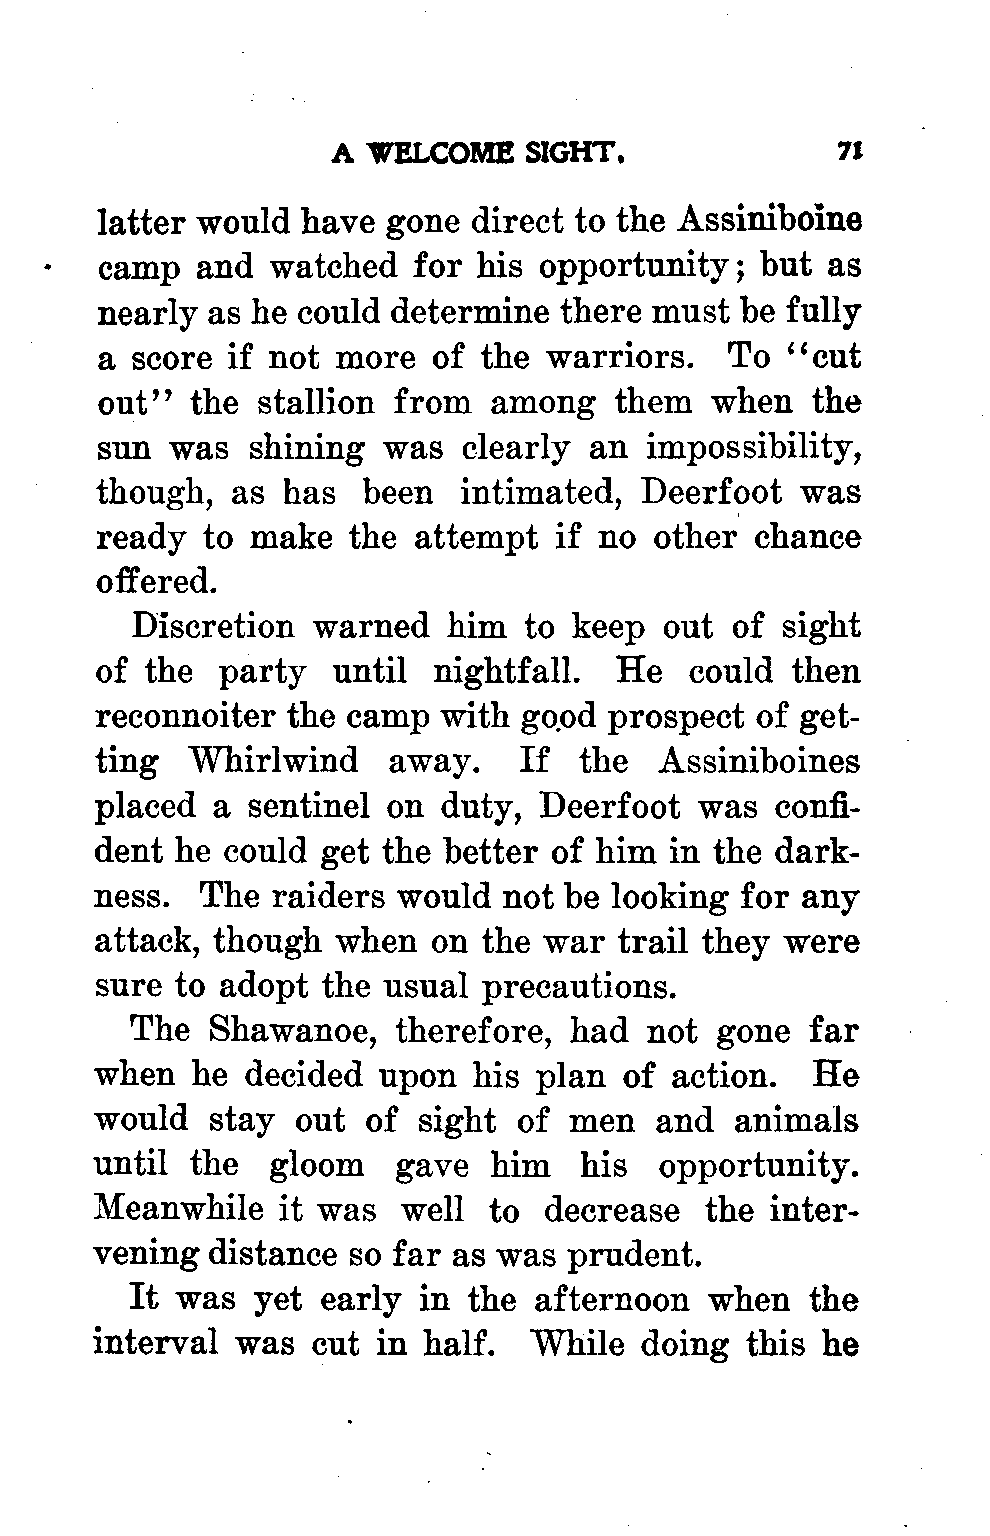 A WELCOME SIGHT. 71
latter would have gone direct to the Assiniboine
camp and watched for his opportunity; but as
nearly as he could determine there must be fully
a score if not more of the warriors. To “cut
out” the stallion from among them when the
sun was shining was clearly an impossibility,
though, as has been intimated, Deerfoot was
ready to make the attempt if no other chance
offered.
Discretion warned him to keep out of sight
of the party until nightfall. He could then
reconnoiter the camp with good prospect of get-
ting Whirlwind away. If the Assiniboines
placed a sentinel on duty, Deerfoot was confi-
dent he could get the better of him in the dark-
ness. The raiders would not be looking for any
attack, though when on the war trail they were
sure to adopt the usual precautions.
The Shawanoe, therefore, had not gone far
when he decided upon his plan of action. He
would stay out of sight of men and animals
until the gloom gave him his opportunity.
Meanwhile it was well to decrease the inter-
vening distance so far as was prudent.
It was yet early in the afternoon when the
interval was cut in half. While doing this he